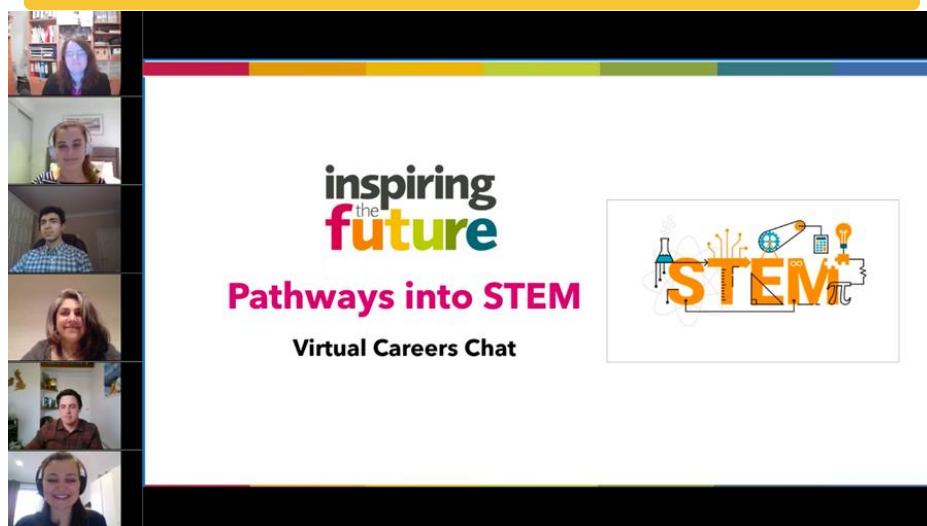 inspiring
the
future
Pathways into STEM
Virtual Careers Chat
STEM
π